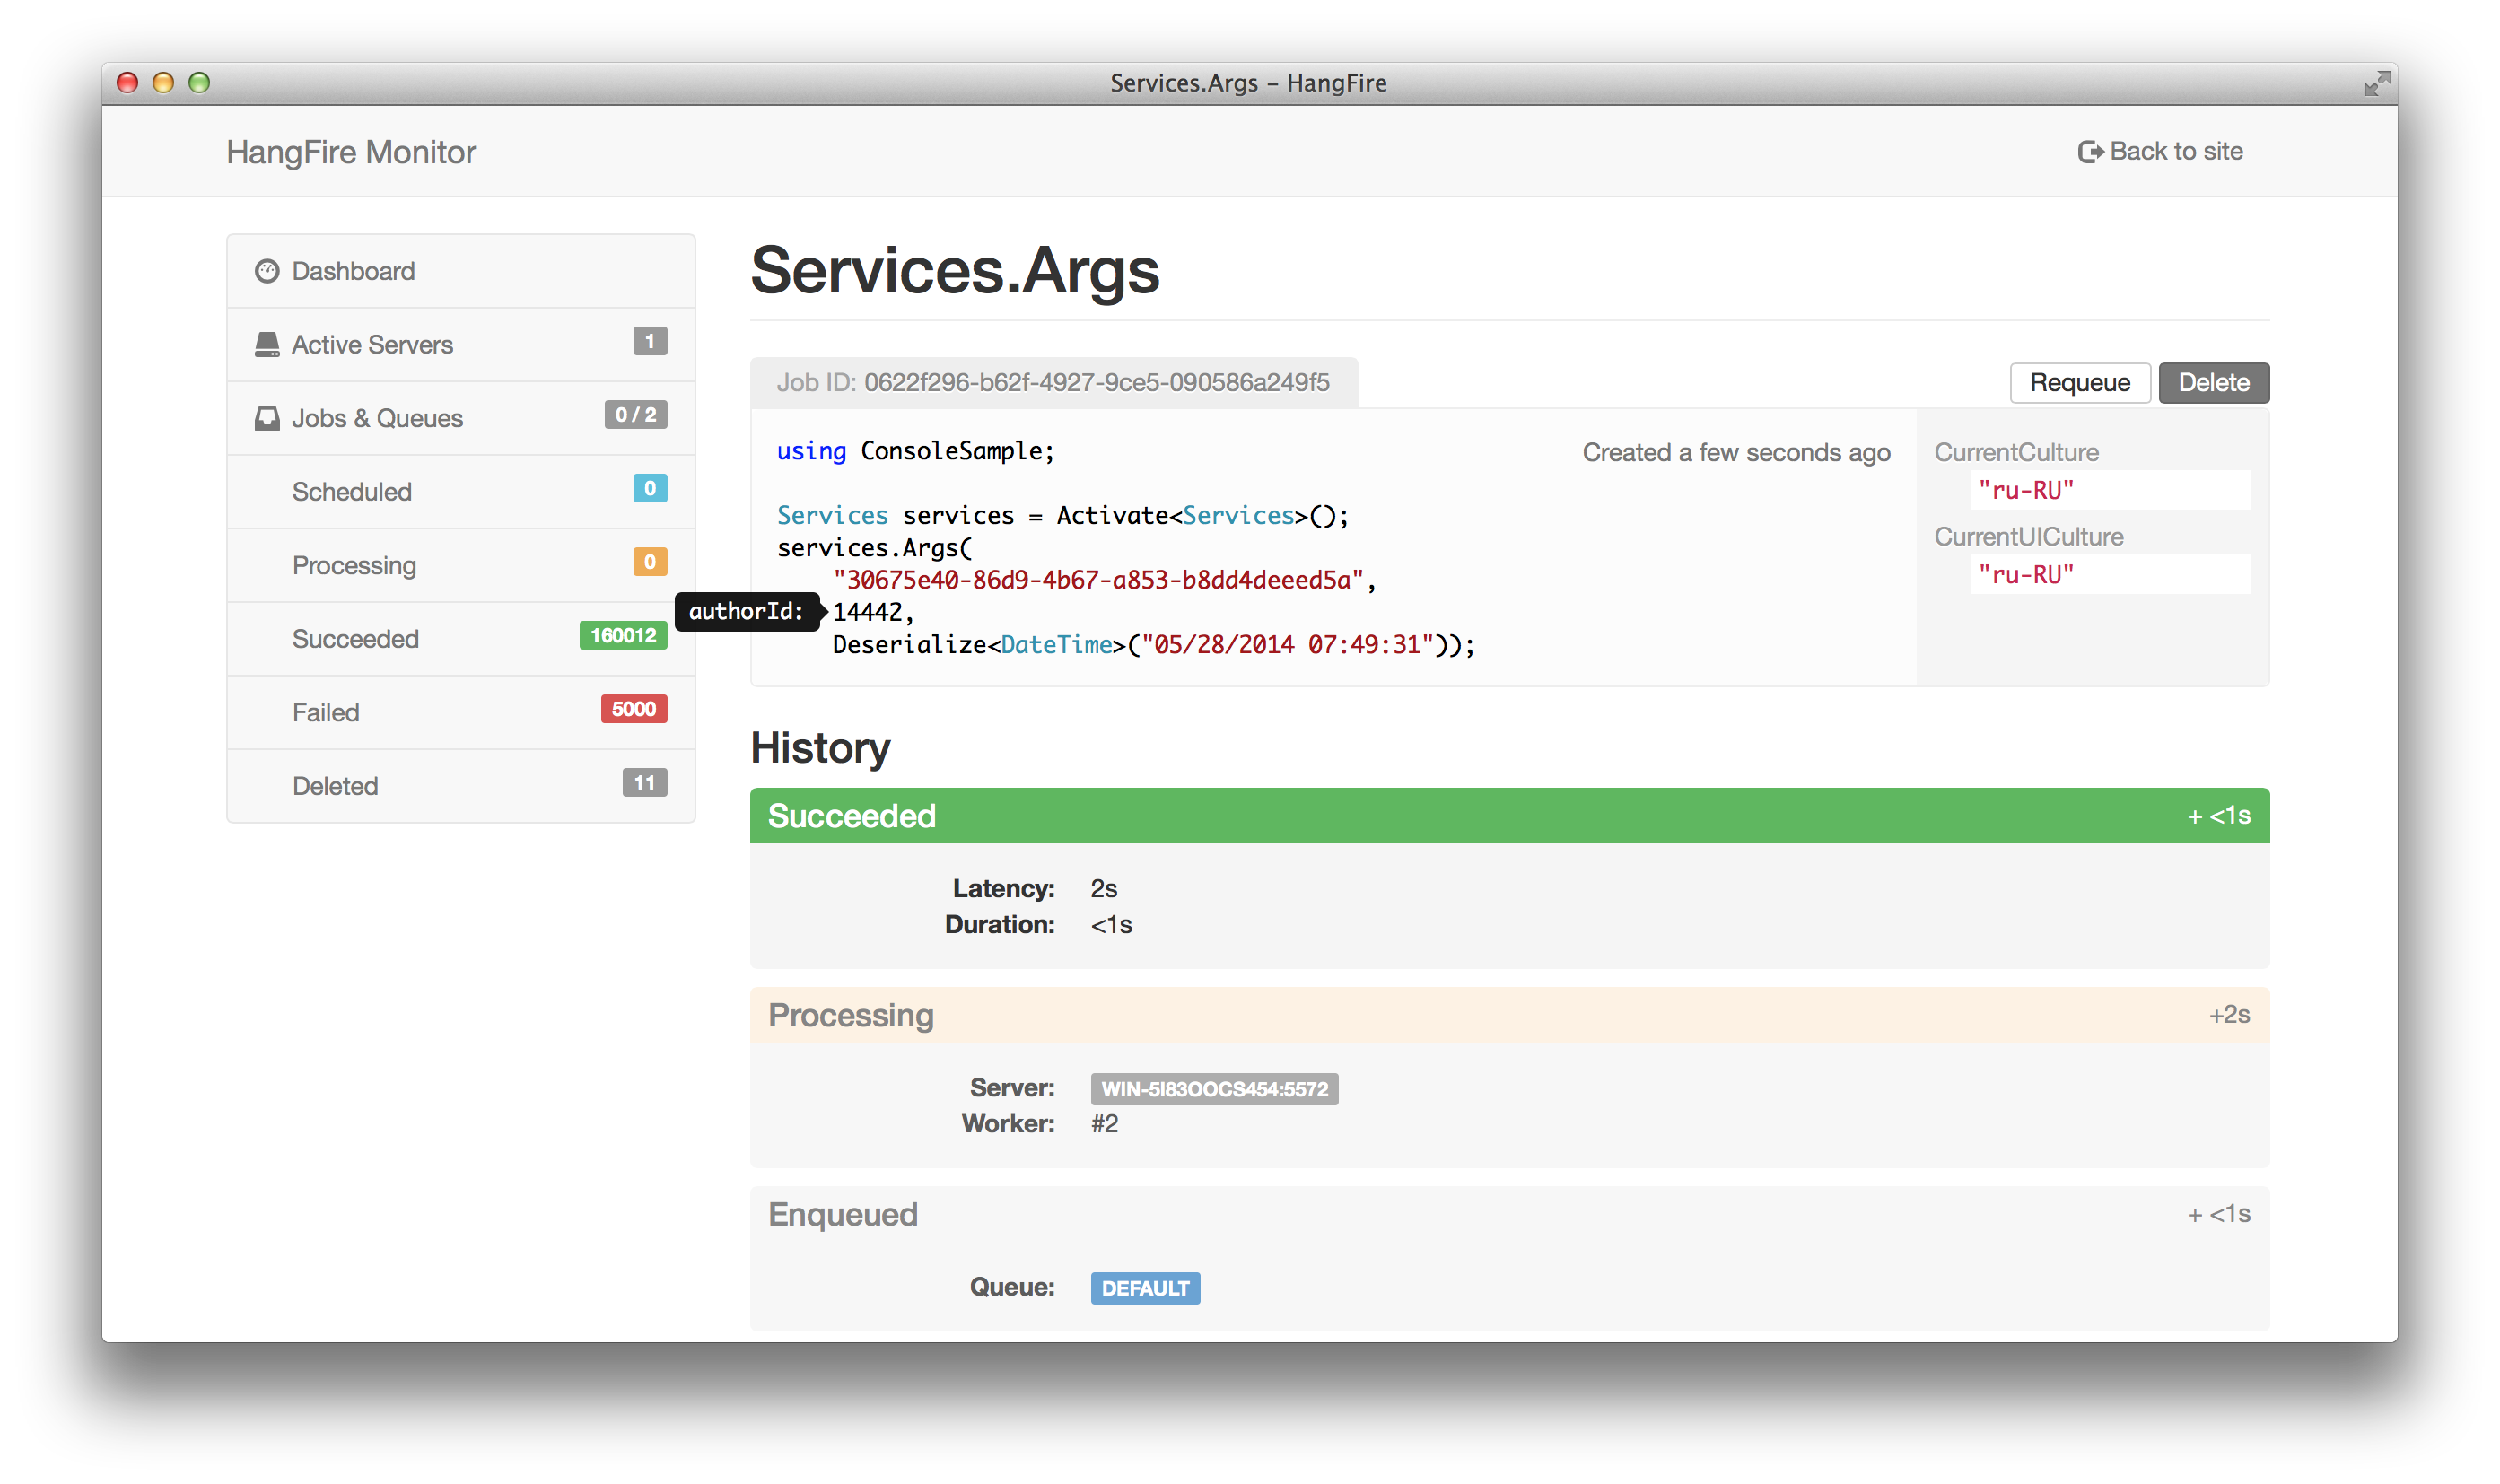 Services.Args – HangFire
HangFire Monitor
Back to site
Dashboard
Active Servers 1
Jobs & Queues 0 / 2
Scheduled 0
Processing 0
Succeeded 160012
Failed 5000
Deleted 11
Services.Args
Job ID: 0622f296-b62f-4927-9ce5-090586a249f5
Requeue
Delete
using ConsoleSample;
Created a few seconds ago
Services services = Activate<Services>();
services.Args(
"30675e40-86d9-4b67-a853-b8dd4deeed5a",
authorId: 14442,
Deserialize<DateTime>("05/28/2014 07:49:31"));
CurrentCulture
"ru-RU"
CurrentUICulture
"ru-RU"
History
Succeeded + <1s
Latency: 2s
Duration: <1s
Processing +2s
Server: WIN-5I83OOCS454:5572
Worker: #2
Enqueued + <1s
Queue: DEFAULT